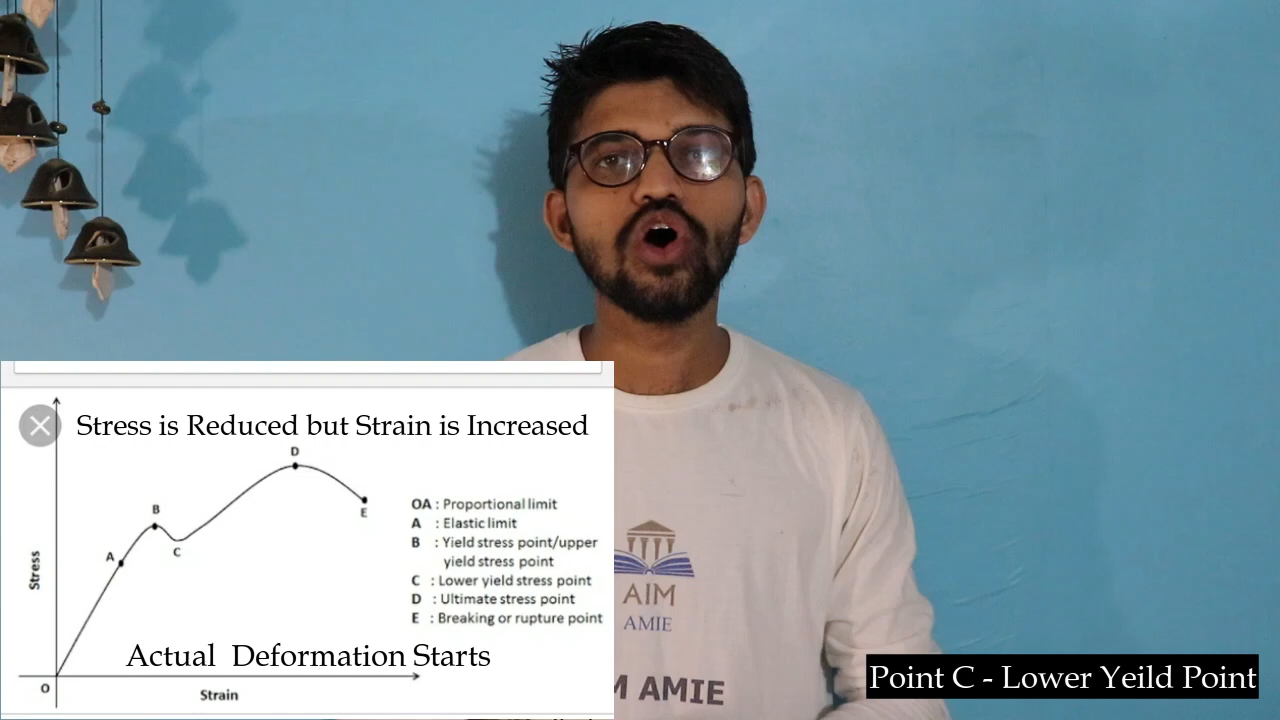 Stress is Reduced but Strain is Increased
D
B
E
A
C
Stress
OA : Proportional limit
A : Elastic limit
B : Yield stress point/upper
yield stress point
C : Lower yield stress point
D : Ultimate stress point
E : Breaking or rupture point
Actual Deformation Starts
O
Strain
AIM
AMIE
M AMIE
Point C - Lower Yeild Point